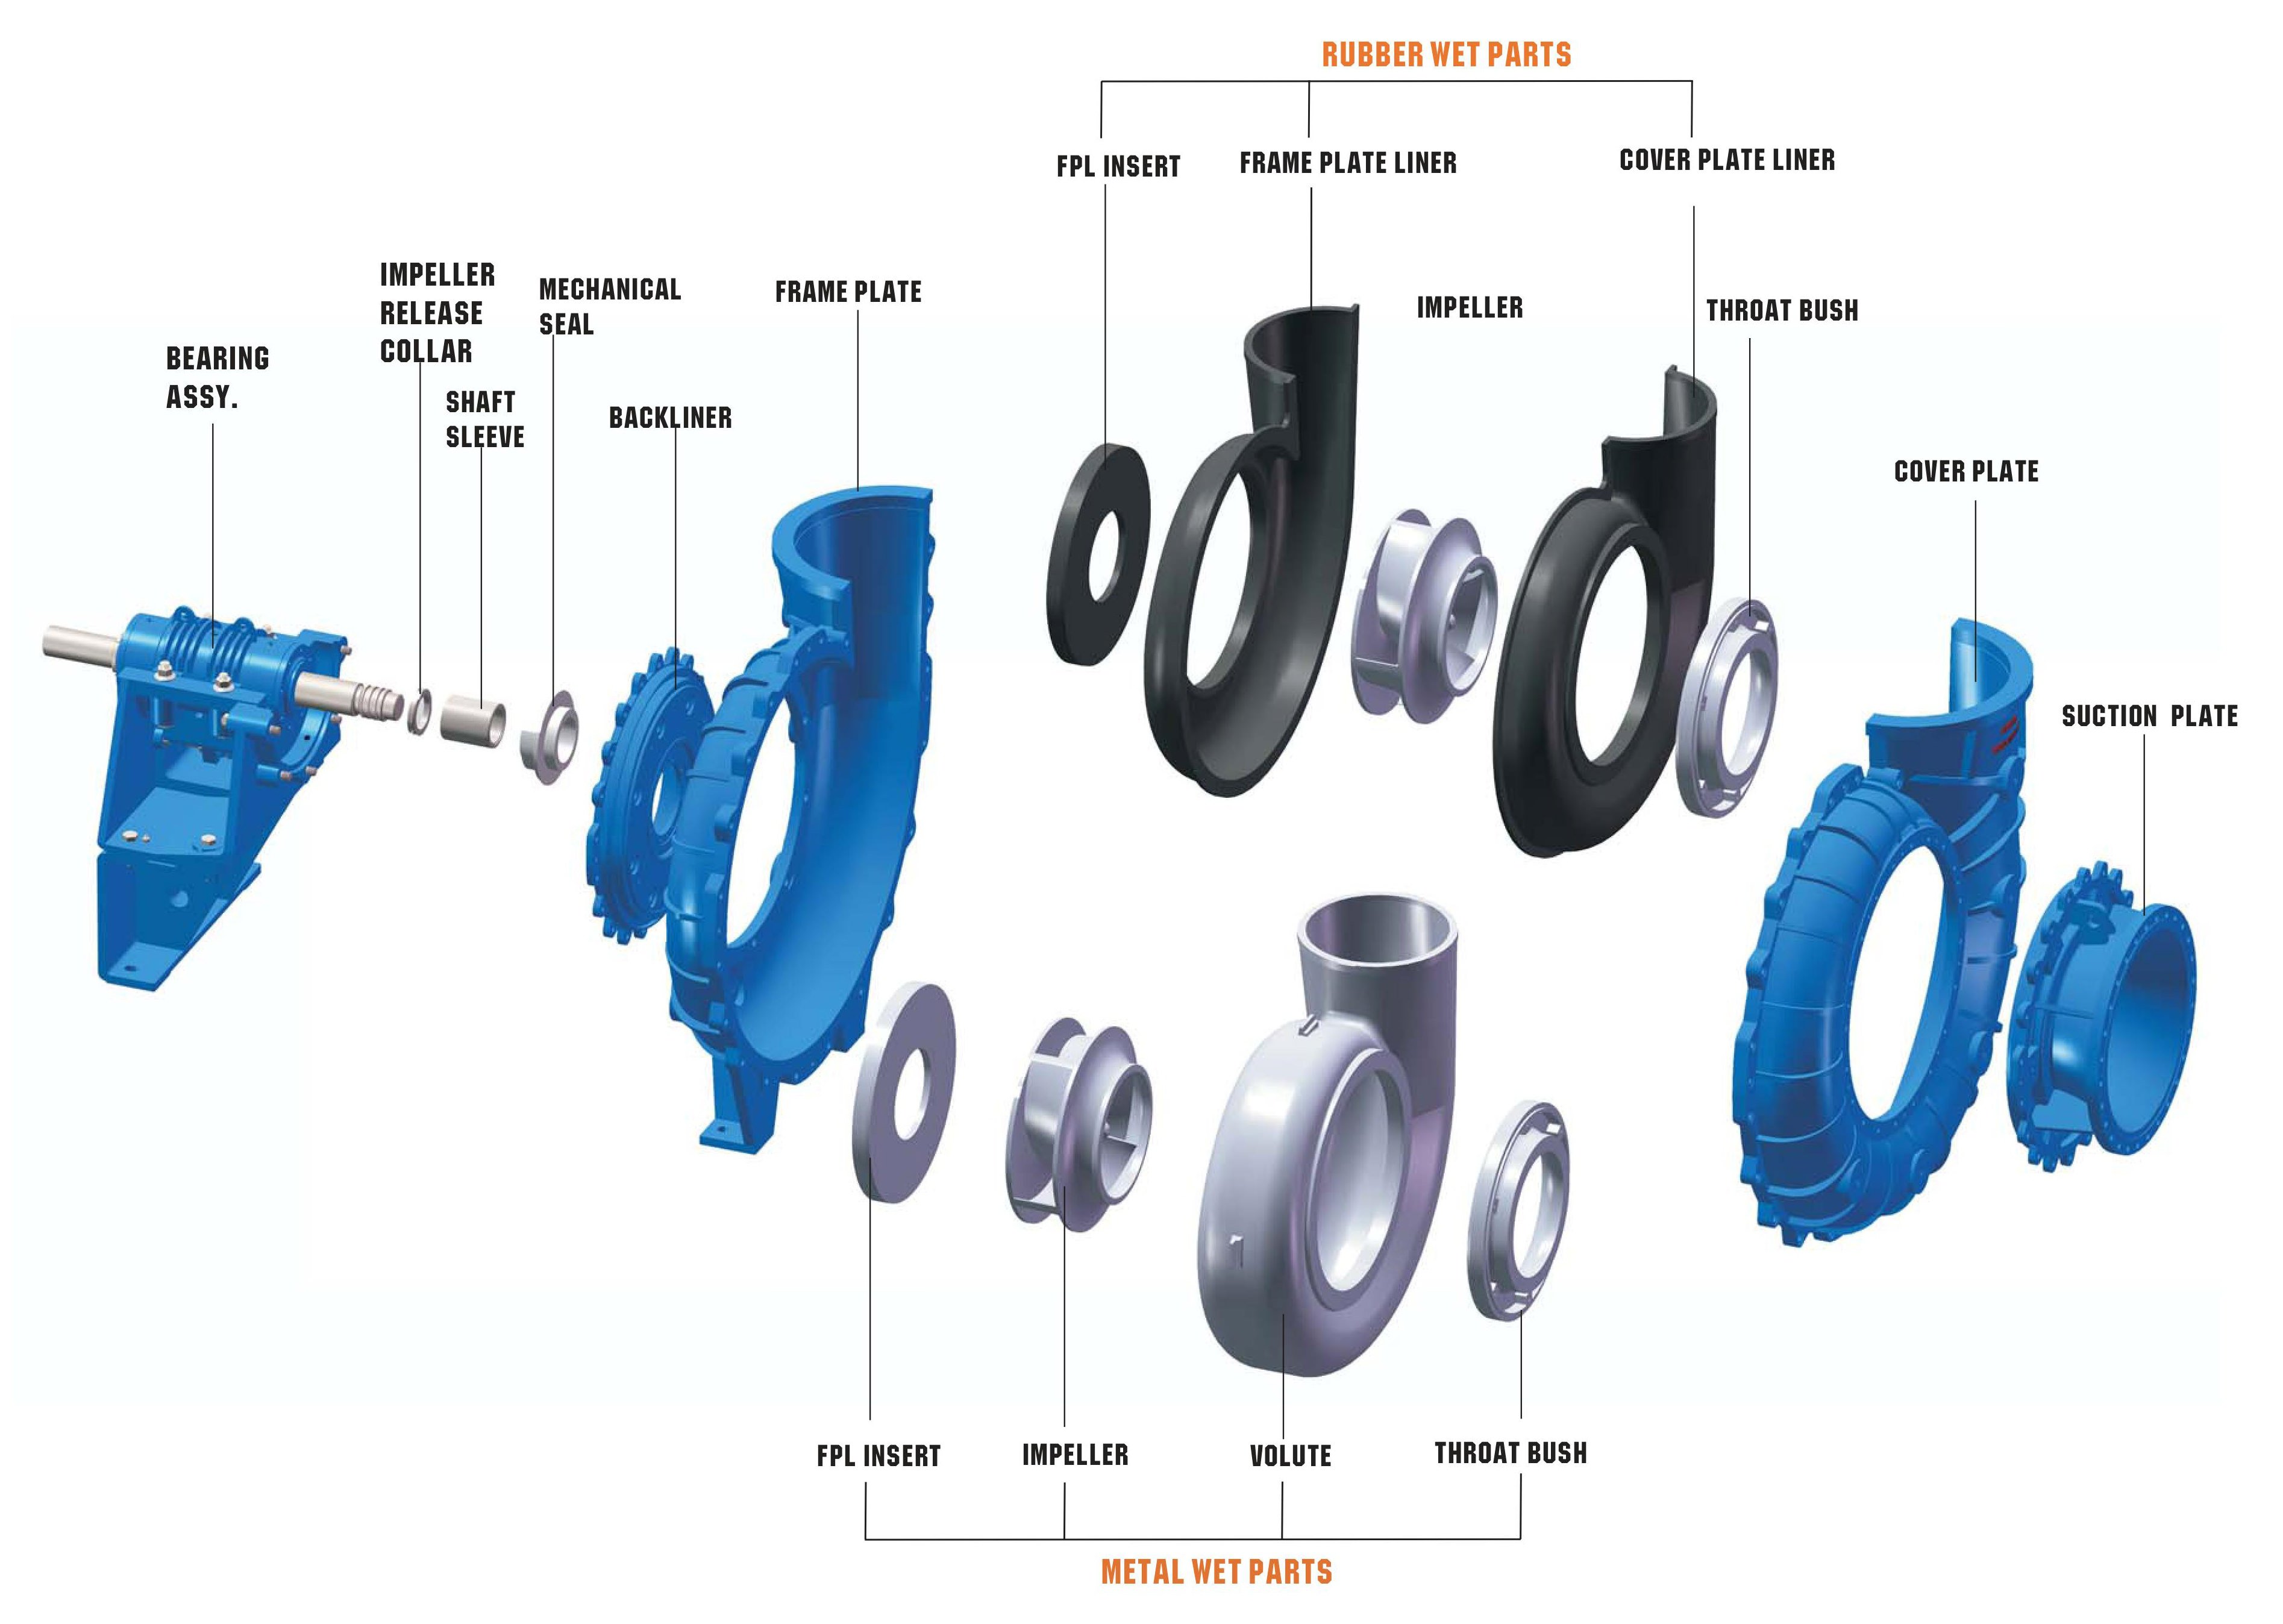 RUBBER WET PARTS
FPL INSERT
FRAME PLATE LINER
COVER PLATE LINER
IMPELLER
RELEASE
COLLAR
MECHANICAL
SEAL
FRAME PLATE
IMPELLER
THROAT BUSH
BEARING
ASSY.
SHAFT
SLEEVE
BACKLINER
COVER PLATE
SUCTION PLATE
FPL INSERT
IMPELLER
VOLUTE
THROAT BUSH
METAL WET PARTS